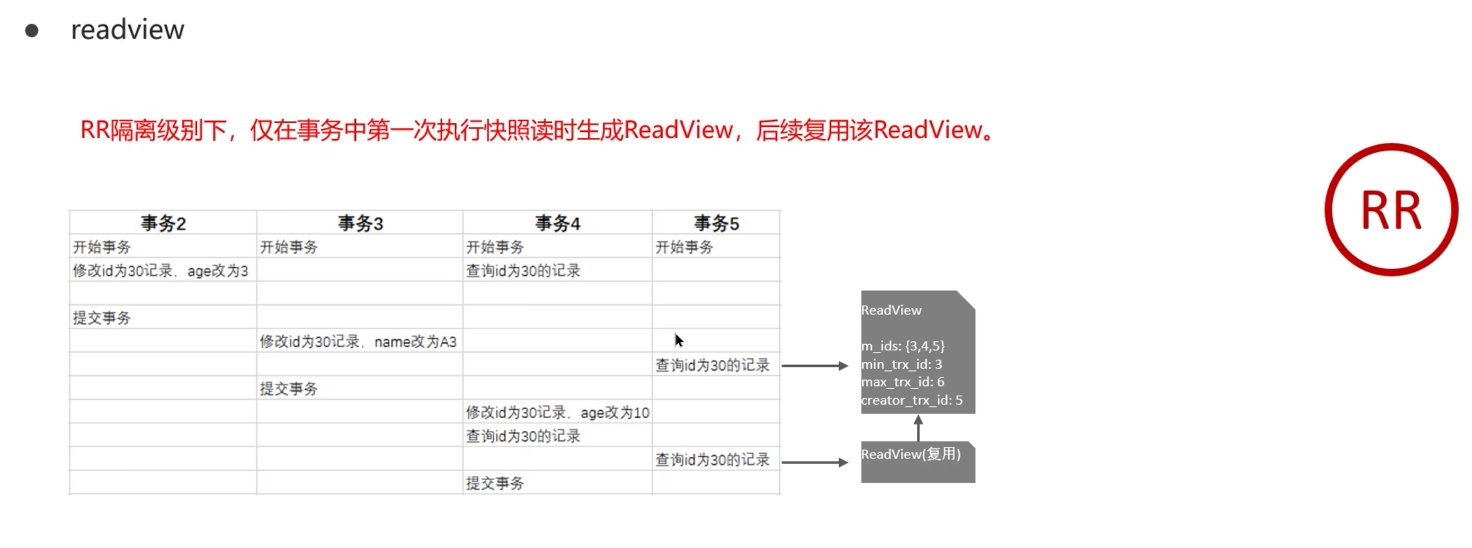 readview
RR隔离级别下，仅在事务中第一次执行快照读时生成ReadView，后续复用该ReadView。
RR
事务2 事务3 事务4 事务5
开始事务 开始事务 开始事务 开始事务
修改id为30记录，age改为3 查询id为30的记录
提交事务
修改id为30记录，name改为A3
查询id为30的记录
提交事务
修改id为30记录，age改为10
查询id为30的记录
查询id为30的记录
提交事务
ReadView
m_ids: {3,4,5}
min_trx_id: 3
max_trx_id: 6
creator_trx_id: 5
ReadView(复用)